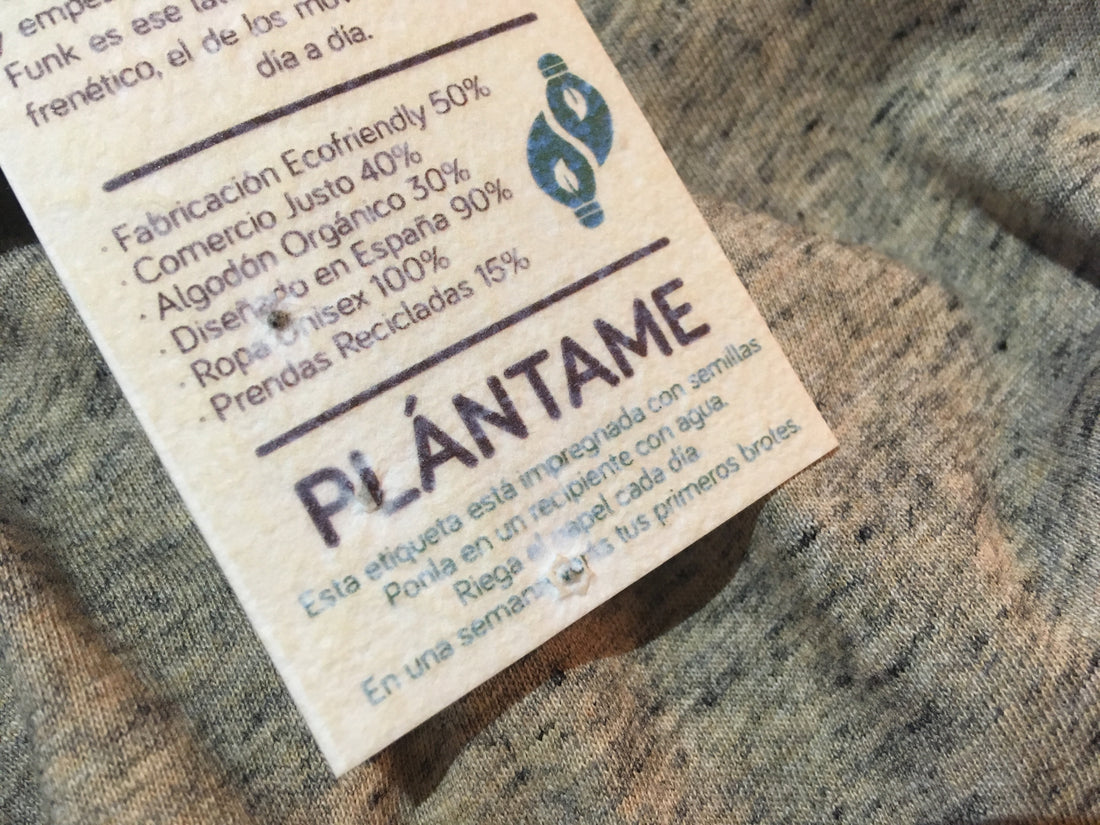 Funk es ese
frenético, el de los
día a día.
· Fabricación Ecofriendly 50%
· Comercio Justo 40%
· Algodón Orgánico 30%
· Diseñado en España 90%
· Ropa Unisex 100%
· Prendas Recicladas 15%
PLÁNTAME
Esta etiqueta está impregnada con semillas
Ponla en un recipiente con agua.
Riega el papel cada día
En una semana verás tus primeros brotes.